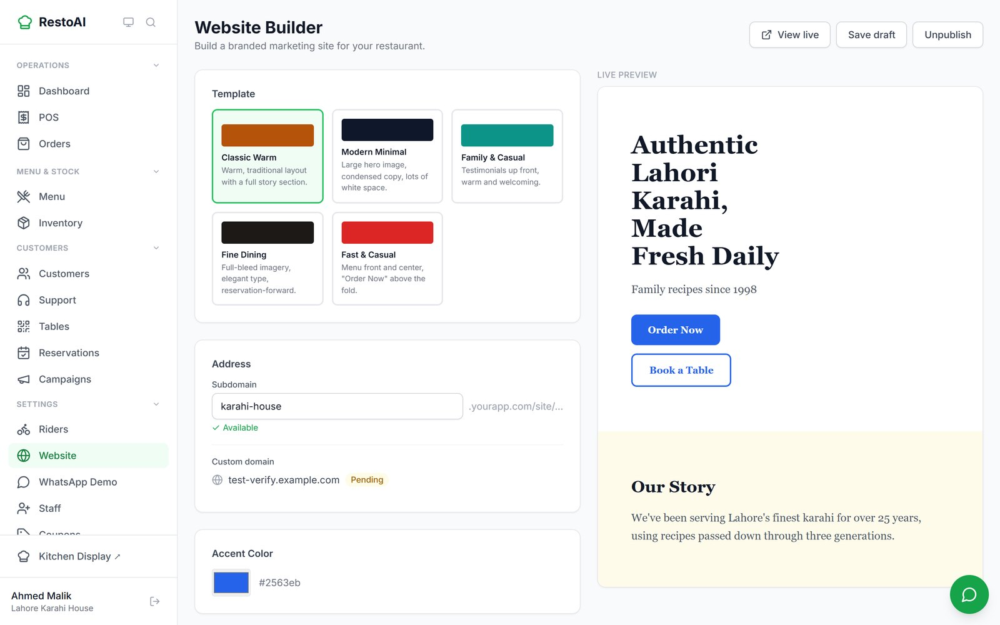 RestoAI
OPERATIONS
Dashboard
POS
Orders
MENU & STOCK
Menu
Inventory
CUSTOMERS
Customers
Support
Tables
Reservations
Campaigns
SETTINGS
Riders
Website
WhatsApp Demo
Staff
Coupons
Kitchen Display ↗
Ahmed Malik
Lahore Karahi House
Website Builder
Build a branded marketing site for your restaurant.
View live
Save draft
Unpublish
Template
Classic Warm
Warm, traditional layout
with a full story section.
Modern Minimal
Large hero image,
condensed copy, lots of
white space.
Family & Casual
Testimonials up front,
warm and welcoming.
Fine Dining
Full-bleed imagery,
elegant type,
reservation-forward.
Fast & Casual
Menu front and center,
"Order Now" above the
fold.
Address
Subdomain
karahi-house
.yourapp.com/site/...
Available
Custom domain
test-verify.example.com
Pending
Accent Color
#2563eb
LIVE PREVIEW
Authentic
Lahori
Karahi,
Made
Fresh Daily
Family recipes since 1998
Order Now
Book a Table
Our Story
We've been serving Lahore's finest karahi for over 25 years,
using recipes passed down through three generations.